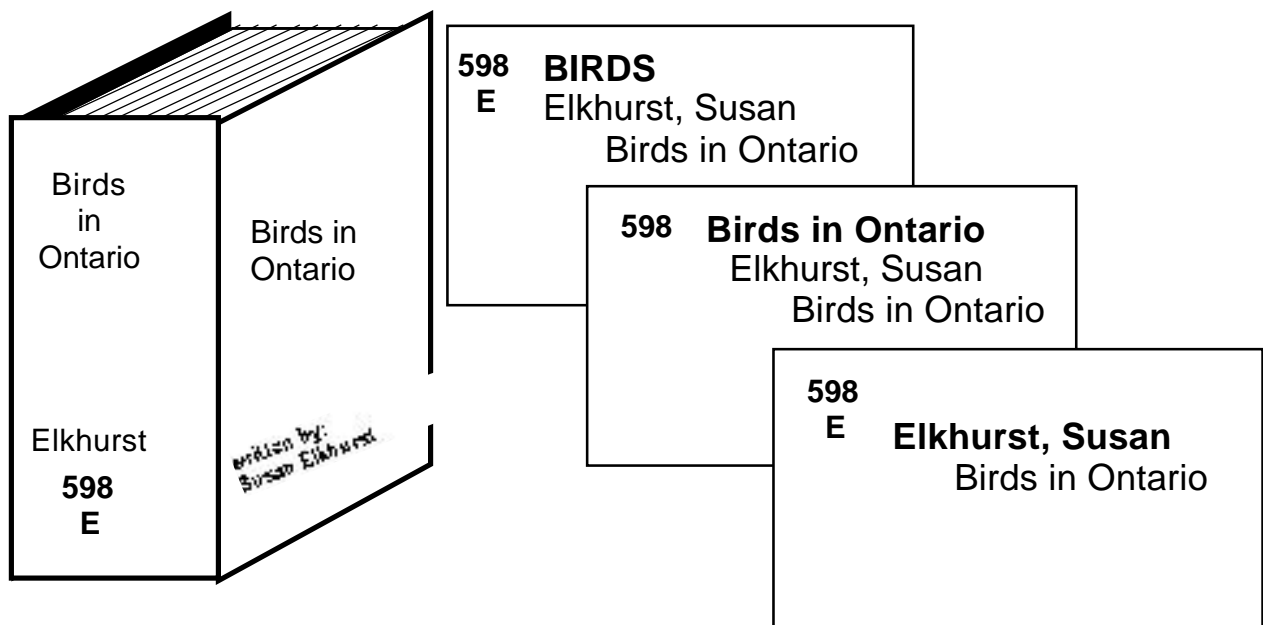 Birds
in
Ontario
Elkhurst
598
E
Birds in
Ontario
written by:
Susan Elkhurst
598 BIRDS
E Elkhurst, Susan
Birds in Ontario
598 Birds in Ontario
Elkhurst, Susan
Birds in Ontario
598
E Elkhurst, Susan
Birds in Ontario